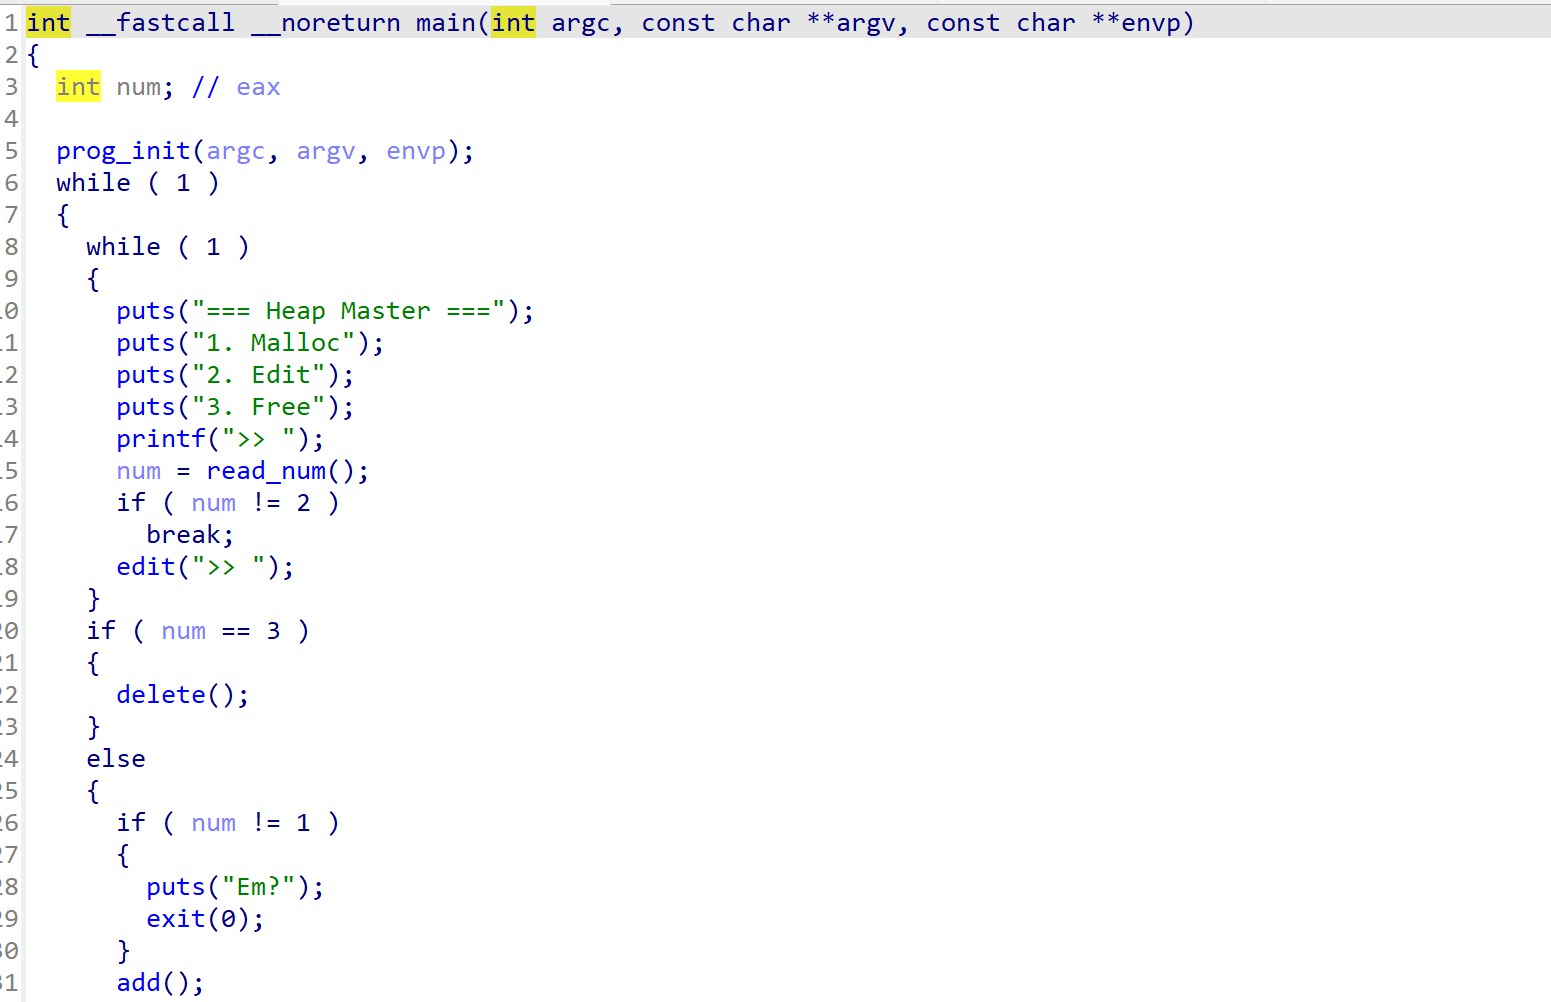 1 int __fastcall __noreturn main(int argc, const char **argv, const char **envp)
2 {
3   int num; // eax
4
5   prog_init(argc, argv, envp);
6   while ( 1 )
7   {
8     while ( 1 )
9     {
0       puts("=== Heap Master ===");
1       puts("1. Malloc");
2       puts("2. Edit");
3       puts("3. Free");
4       printf(">> ");
5       num = read_num();
6       if ( num != 2 )
7         break;
8       edit(">> ");
9     }
0     if ( num == 3 )
1     {
2       delete();
3     }
4     else
5     {
6       if ( num != 1 )
7       {
8         puts("Em?");
9         exit(0);
0       }
1       add();